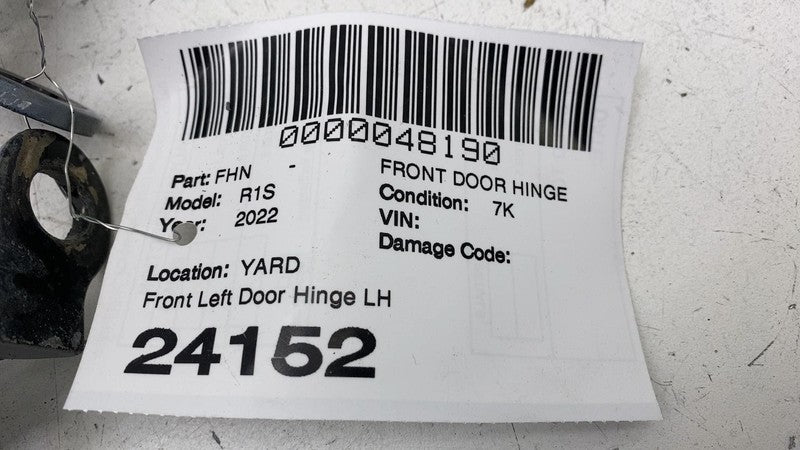 0000048190
Part: FHN - FRONT DOOR HINGE
Model: R1S Condition: 7K
Year: 2022 VIN:
Damage Code:
Location: YARD
Front Left Door Hinge LH
24152